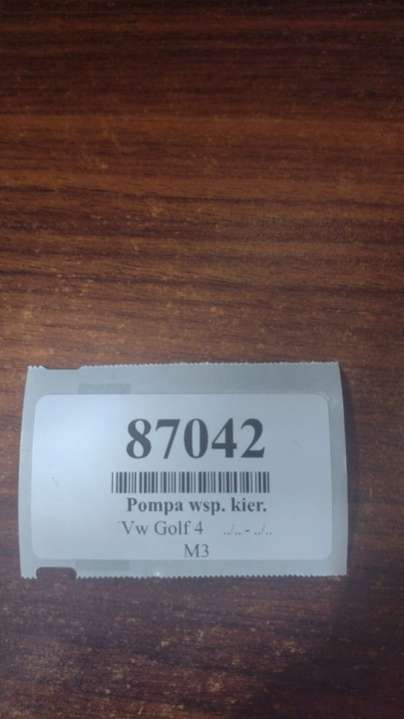 87042
Pompa wsp. kier.
Vw Golf 4 ../.. - ../..
M3